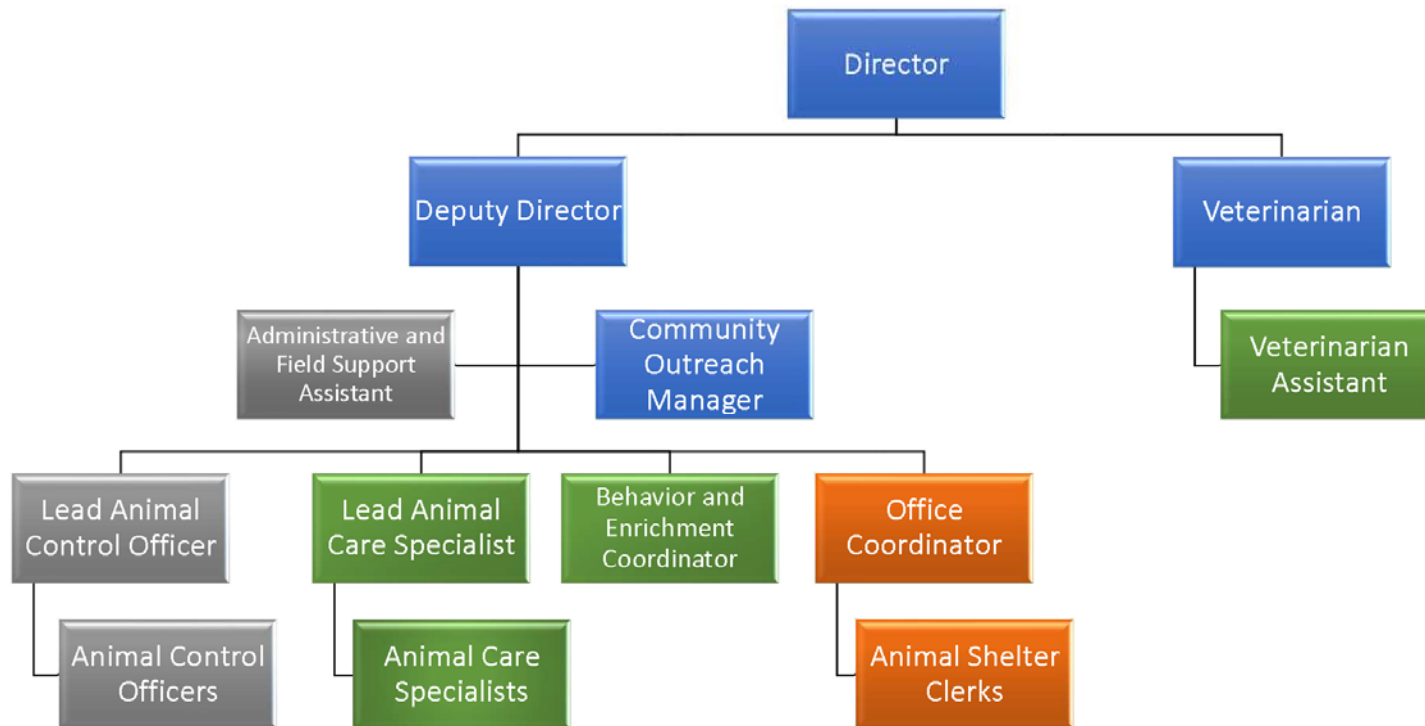 Director
Deputy Director
Veterinarian
Administrative and
Field Support
Assistant
Community
Outreach
Manager
Veterinarian
Assistant
Lead Animal
Control Officer
Lead Animal
Care Specialist
Behavior and
Enrichment
Coordinator
Office
Coordinator
Animal Control
Officers
Animal Care
Specialists
Animal Shelter
Clerks